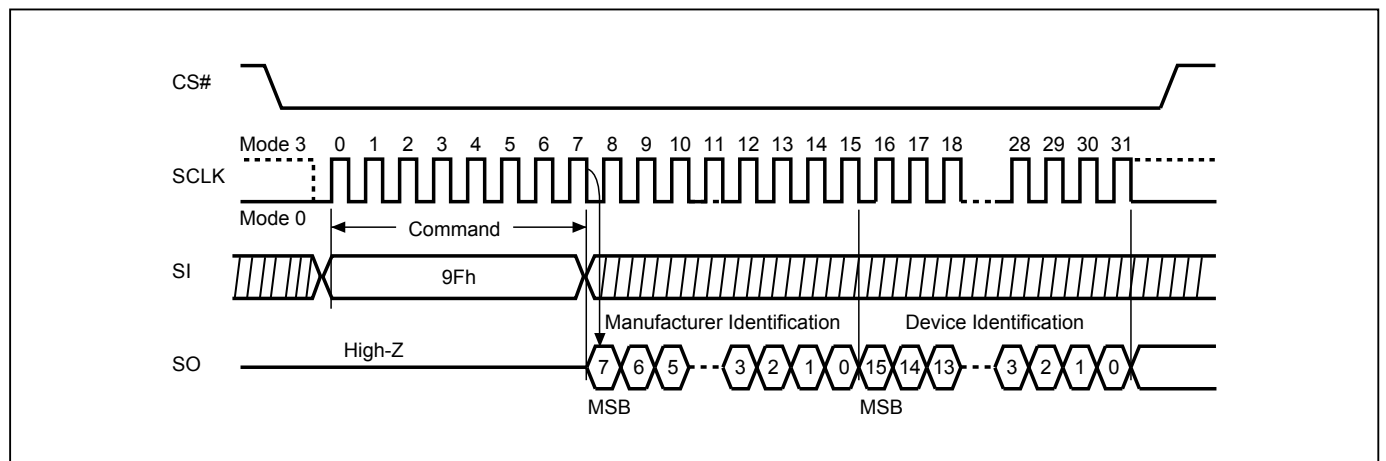 CS#
Mode 3 0 1 2 3 4 5 6 7 8 9 10 11 12 13 14 15 16 17 18 28 29 30 31
SCLK
Mode 0
Command
SI 9Fh
Manufacturer Identification Device Identification
High-Z
SO 7 6 5 3 2 1 0 15 14 13 3 2 1 0
MSB MSB